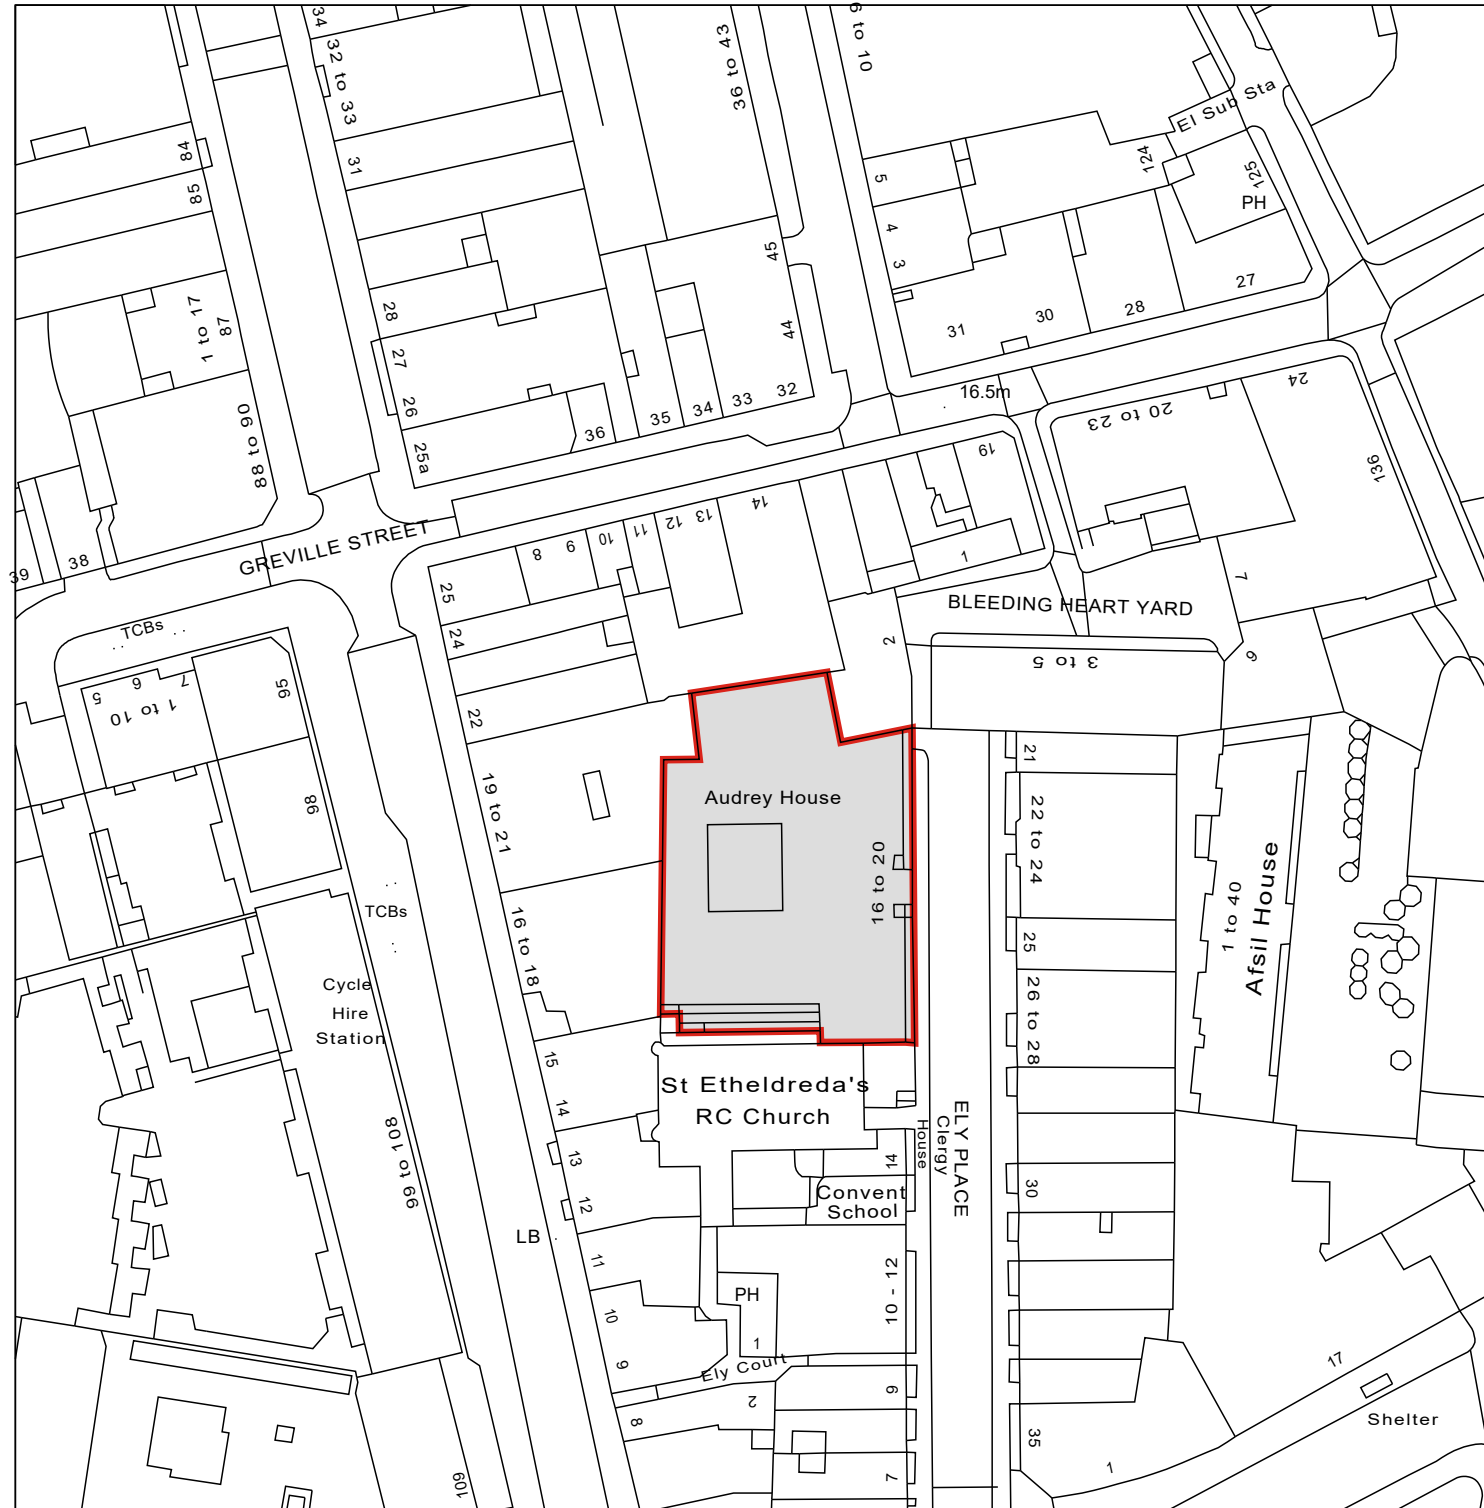 34
32 to 33
31
36 to 43
6 to 10
El Sub Sta
84
85
5
4
3
124
125
PH
45
44
1 to 17
87
28
27
26
25a
31
30
28
27
16.5m
88 to 90
36
35
34
33
32
19
20 to 23
24
136
39
38
GREVILLE STREET
8
9
10
11
12
13
14
25
24
22
1
2
7
BLEEDING HEART YARD
3 to 5
6
TCBs
5
6
7
1 to 10
95
98
19 to 21
Audrey House
16 to 20
21
22 to 24
25
26 to 28
1 to 40
Afsil House
TCBs
16 to 18
Cycle
Hire
Station
15
14
13
12
11
10
9
8
99 to 108
109
LB
St Etheldreda's
RC Church
ELY PLACE
Clergy
House
14
Convent
School
30
10 - 12
PH
1
Ely Court
2
9
7
35
1
17
Shelter